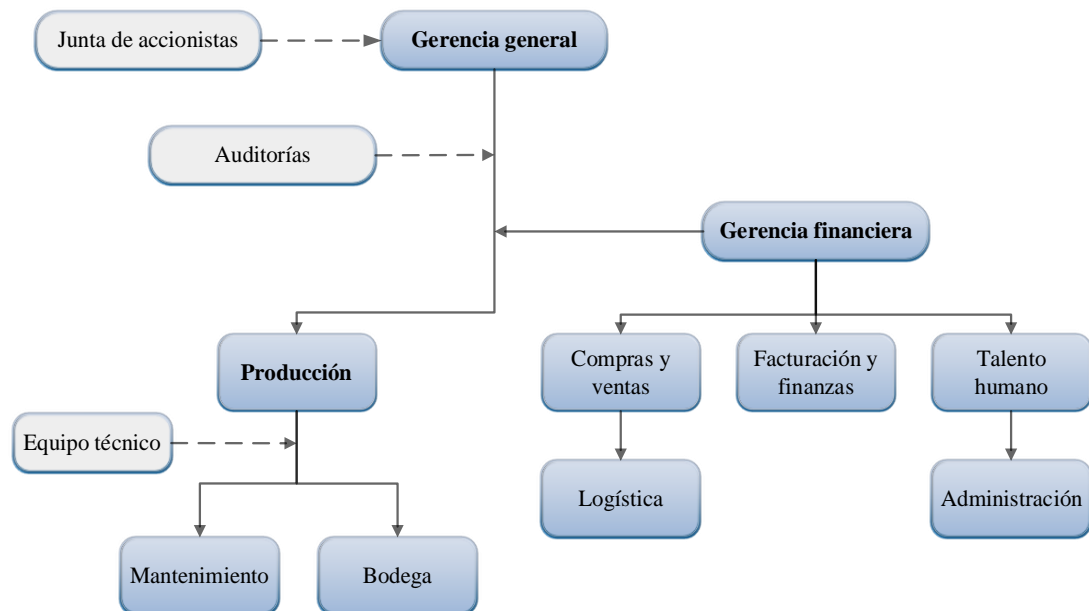 Junta de accionistas
Gerencia general
Auditorías
Gerencia financiera
Producción
Compras y
ventas
Facturación y
finanzas
Talento
humano
Equipo técnico
Logística
Administración
Mantenimiento
Bodega